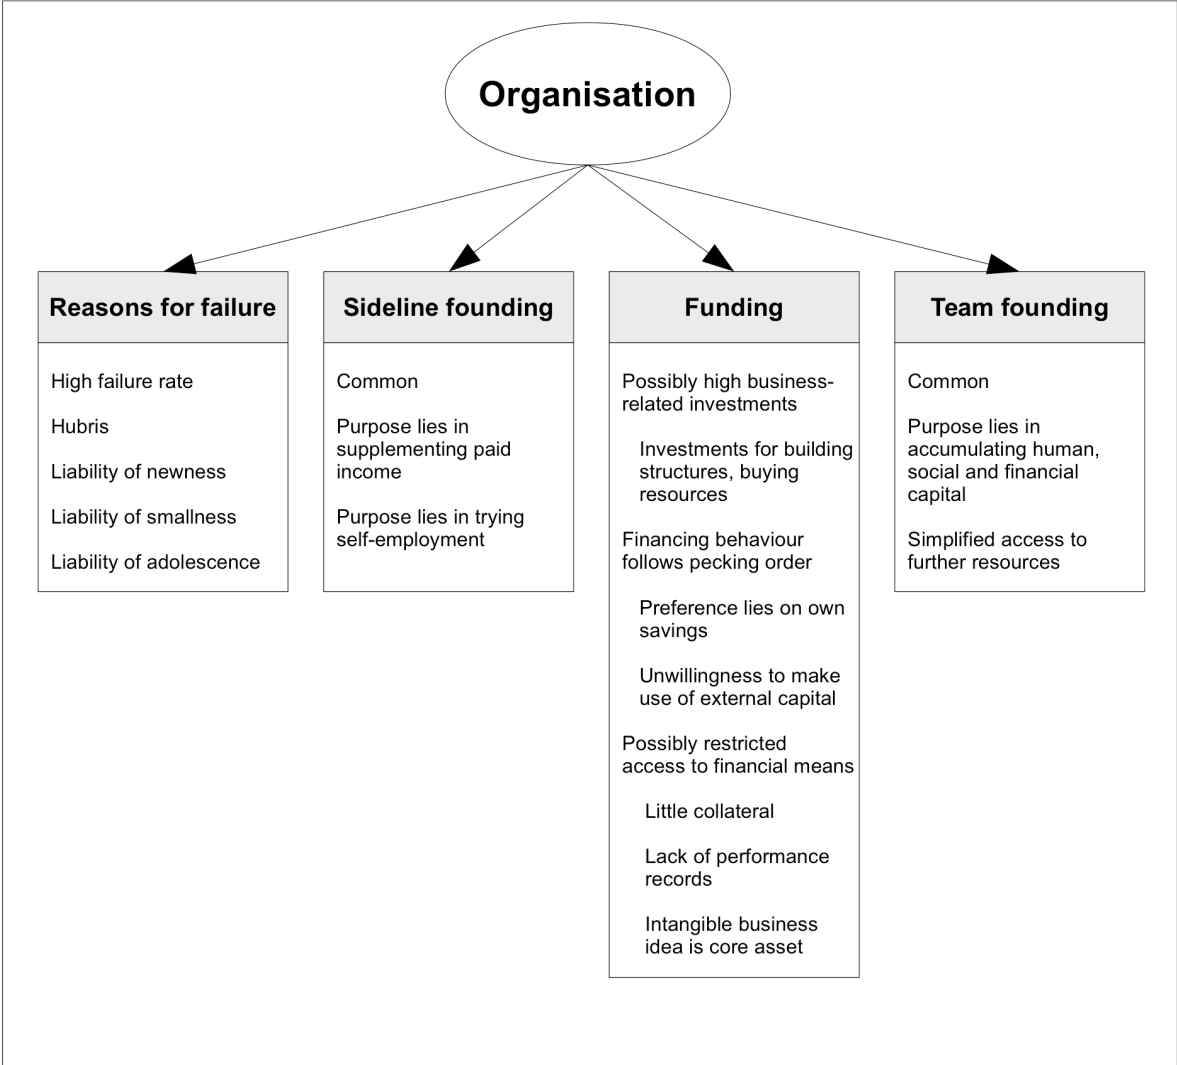 Organisation
Reasons for failure
High failure rate
Hubris
Liability of newness
Liability of smallness
Liability of adolescence
Sideline founding
Common
Purpose lies in
supplementing paid
income
Purpose lies in trying
self-employment
Funding
Possibly high business-
related investments
Investments for building
structures, buying
resources
Financing behaviour
follows pecking order
Preference lies on own
savings
Unwillingness to make
use of external capital
Possibly restricted
access to financial means
Little collateral
Lack of performance
records
Intangible business
idea is core asset
Team founding
Common
Purpose lies in
accumulating human,
social and financial
capital
Simplified access to
further resources